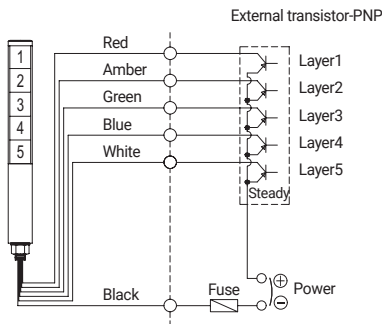 External transistor-PNP
Red
Layer1
Amber
Layer2
Green
Layer3
Blue
Layer4
White
Layer5
Steady
1
2
3
4
5
Black
Fuse
Power
+
−